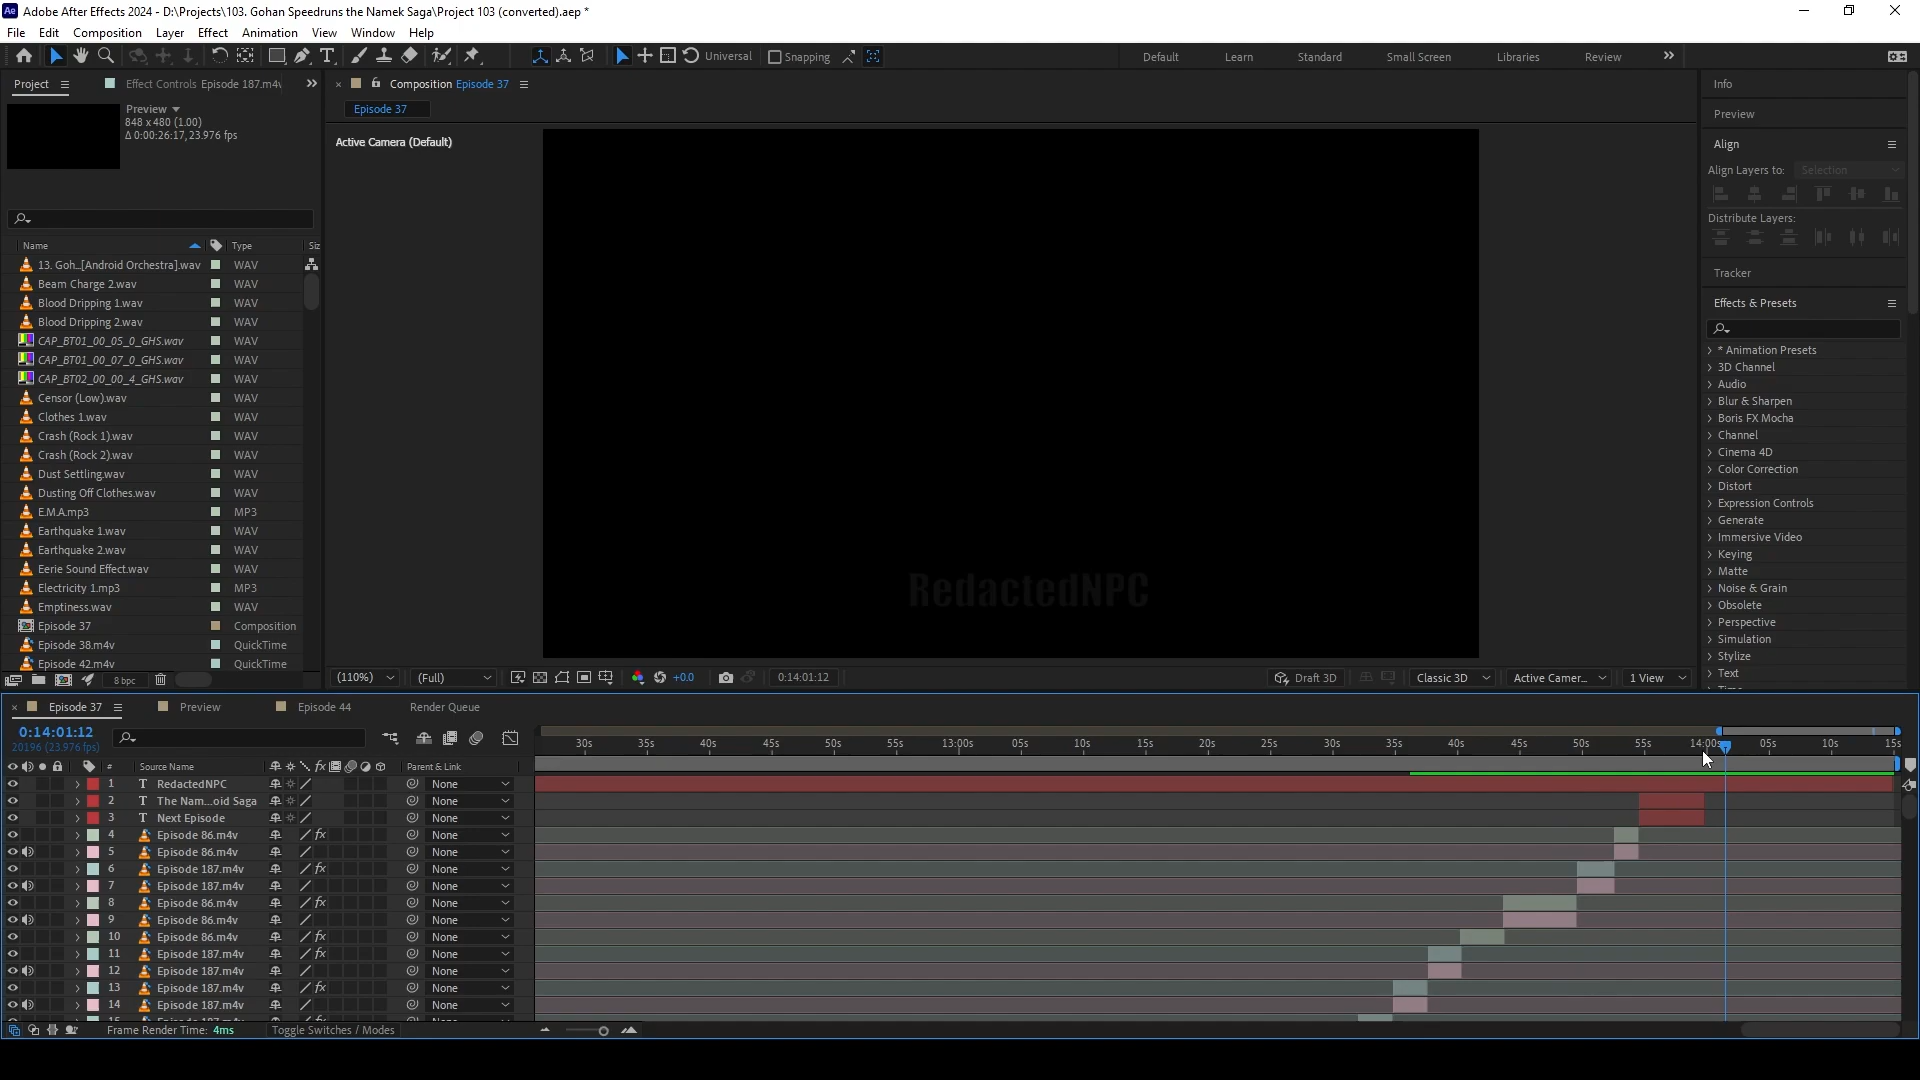 Adobe After Effects 2024 - D:\Projects\103. Gohan Speedruns the Namek Saga\Project 103 (converted).aep *
File Edit Composition Layer Effect Animation View Window Help
Universal Snapping Default Learn Standard Small Screen Libraries Review
Project Effect Controls Episode 187.m4v
Preview
848 x 480 (1.00)
Δ 0:00:26:17, 23.976 fps
Name Type Siz
13. Goh...[Android Orchestra].wav WAV
Beam Charge 2.wav WAV
Blood Dripping 1.wav WAV
Blood Dripping 2.wav WAV
CAP_BT01_00_05_0_GHS.wav WAV
CAP_BT01_00_07_0_GHS.wav WAV
CAP_BT02_00_00_4_GHS.wav WAV
Censor (Low).wav WAV
Clothes 1.wav WAV
Crash (Rock 1).wav WAV
Crash (Rock 2).wav WAV
Dust Settling.wav WAV
Dusting Off Clothes.wav WAV
E.M.A.mp3 MP3
Earthquake 1.wav WAV
Earthquake 2.wav WAV
Eerie Sound Effect.wav WAV
Electricity 1.mp3 MP3
Emptiness.wav WAV
Episode 37 Composition
Episode 38.m4v QuickTime
Episode 42.m4v QuickTime
8 bpc
Composition Episode 37
Episode 37
Active Camera (Default)
RedactedNPC
(110%) (Full) +0.0 0:14:01:12 Draft 3D Classic 3D Active Camer... 1 View
Info
Preview
Align
Align Layers to: Selection
Distribute Layers:
Tracker
Effects & Presets
* Animation Presets
3D Channel
Audio
Blur & Sharpen
Boris FX Mocha
Channel
Cinema 4D
Color Correction
Distort
Expression Controls
Generate
Immersive Video
Keying
Matte
Noise & Grain
Obsolete
Perspective
Simulation
Stylize
Text
Episode 37 Preview Episode 44 Render Queue
0:14:01:12
20196 (23.976 fps)
30s 35s 40s 45s 50s 55s 13:00s 05s 10s 15s 20s 25s 30s 35s 40s 45s 50s 55s 14:00s 05s 10s 15s
# Source Name fx Parent & Link
1 T RedactedNPC None
2 T The Nam...oid Saga None
3 T Next Episode None
4 Episode 86.m4v fx None
5 Episode 86.m4v None
6 Episode 187.m4v fx None
7 Episode 187.m4v None
8 Episode 86.m4v fx None
9 Episode 86.m4v None
10 Episode 86.m4v fx None
11 Episode 187.m4v fx None
12 Episode 187.m4v None
13 Episode 187.m4v fx None
14 Episode 187.m4v None
Frame Render Time: 4ms Toggle Switches / Modes